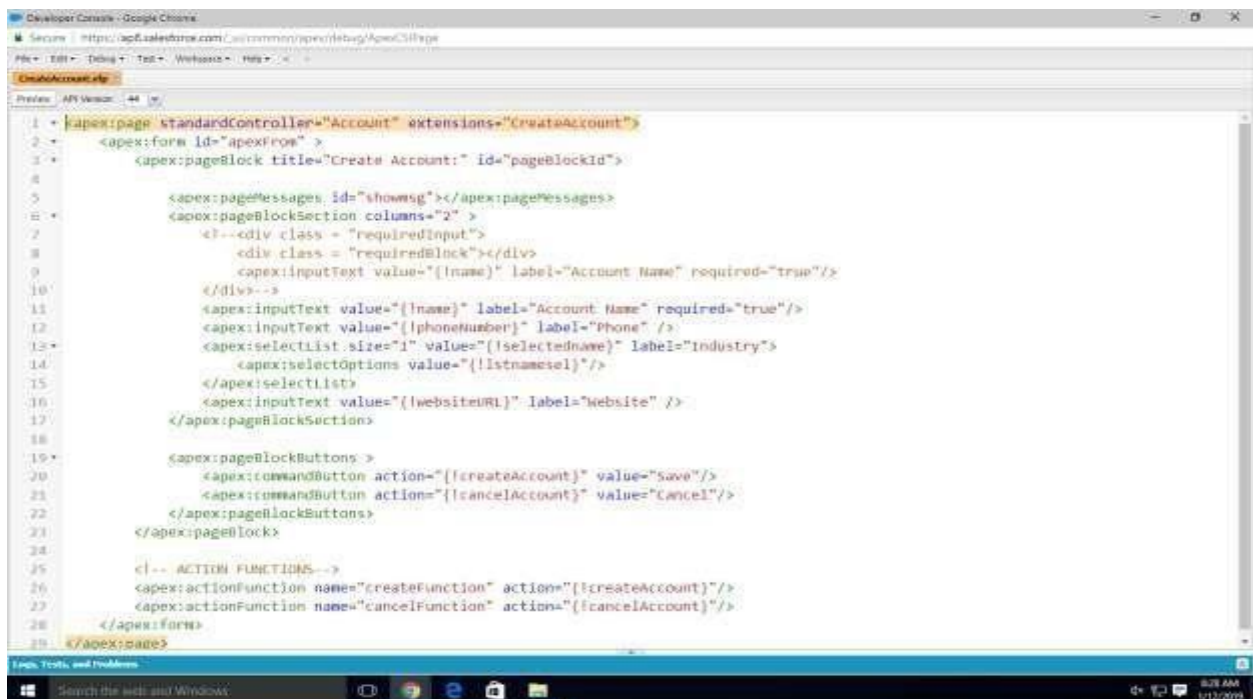 Developer Console - Google Chrome
Secure https://ap6.salesforce.com/_ui/common/apex/debug/ApexCSIPage
File Edit Debug Test Workspace Help < >
CreateAccount.vfp
Preview API Version 44
1 <apex:page standardController="Account" extensions="CreateAccount">
2 <apex:form id="apexFrom" >
3 <apex:pageBlock title="Create Account:" id="pageBlockId">
4
5 <apex:pageMessages id="showmsg"></apex:pageMessages>
6 <apex:pageBlockSection columns="2" >
7 <!--<div class = "requiredInput">
8 <div class = "requiredBlock"></div>
9 <apex:inputText value="{!name}" label="Account Name" required="true"/>
10 </div>-->
11 <apex:inputText value="{!name}" label="Account Name" required="true"/>
12 <apex:inputText value="{!phoneNumber}" label="Phone" />
13 <apex:selectList size="1" value="{!selectedname}" label="Industry">
14 <apex:selectOptions value="{!lstnamesel}"/>
15 </apex:selectList>
16 <apex:inputText value="{!websiteURL}" label="Website" />
17 </apex:pageBlockSection>
18
19 <apex:pageBlockButtons >
20 <apex:commandButton action="{!createAccount}" value="Save"/>
21 <apex:commandButton action="{!cancelAccount}" value="Cancel"/>
22 </apex:pageBlockButtons>
23 </apex:pageBlock>
24
25 <!-- ACTION FUNCTIONS-->
26 <apex:actionFunction name="createFunction" action="{!createAccount}"/>
27 <apex:actionFunction name="cancelFunction" action="{!cancelAccount}"/>
28 </apex:form>
29 </apex:page>
Logs, Tests, and Problems
Search the web and Windows
6:28 AM
1/12/2019